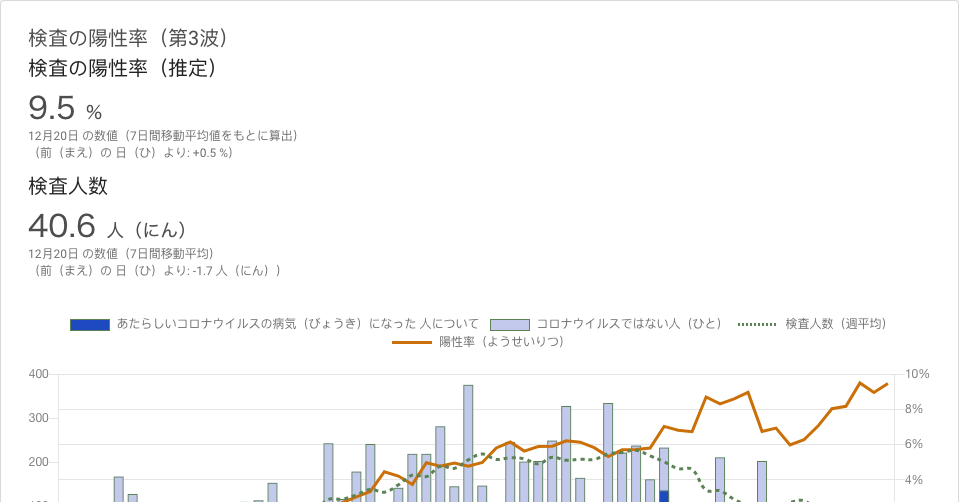 検査の陽性率（第3波）
検査の陽性率（推定）
9.5 %
12月20日 の数値（7日間移動平均値をもとに算出）
（前（まえ）の 日（ひ）より: +0.5 %）
検査人数
40.6 人（にん）
12月20日 の数値（7日間移動平均）
（前（まえ）の 日（ひ）より: -1.7 人（にん））
あたらしいコロナウイルスの病気（びょうき）になった 人について コロナウイルスではない人（ひと） 検査人数（週平均）
陽性率（ようせいりつ）
400 10%
300 8%
200 6%
4%